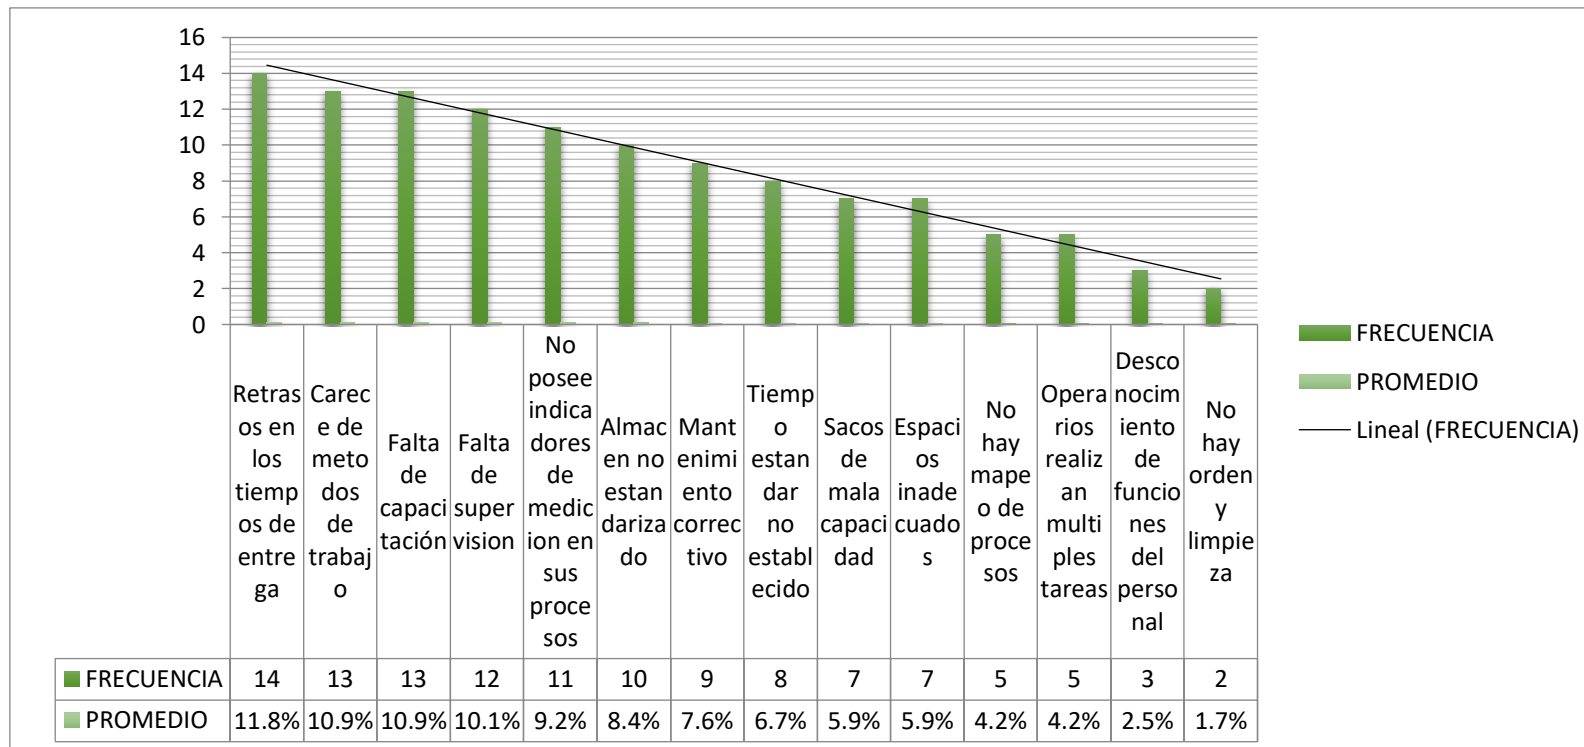 16
14
12
10
8
6
4
2
0
Retras
os en
los
tiemp
os de
entre
ga
Carec
e de
meto
dos
de
trabaj
o
Falta
de
capaci
tación
Falta
de
super
vision
No
posee
indica
dores
de
medic
ion en
sus
proce
sos
Almac
en no
estan
dariza
do
Mant
enimi
ento
correc
tivo
Tiemp
o
estan
dar
no
establ
ecido
Sacos
de
mala
capaci
dad
Espaci
os
inade
cuado
s
No
hay
mape
o de
proce
sos
Opera
rios
realiz
an
multi
ples
tareas
Desco
nocim
iento
de
funcio
nes
del
perso
nal
No
hay
orden
y
limpie
za
FRECUENCIA 14 13 13 12 11 10 9 8 7 7 5 5 3 2
PROMEDIO 11.8% 10.9% 10.9% 10.1% 9.2% 8.4% 7.6% 6.7% 5.9% 5.9% 4.2% 4.2% 2.5% 1.7%
FRECUENCIA
PROMEDIO
Lineal (FRECUENCIA)